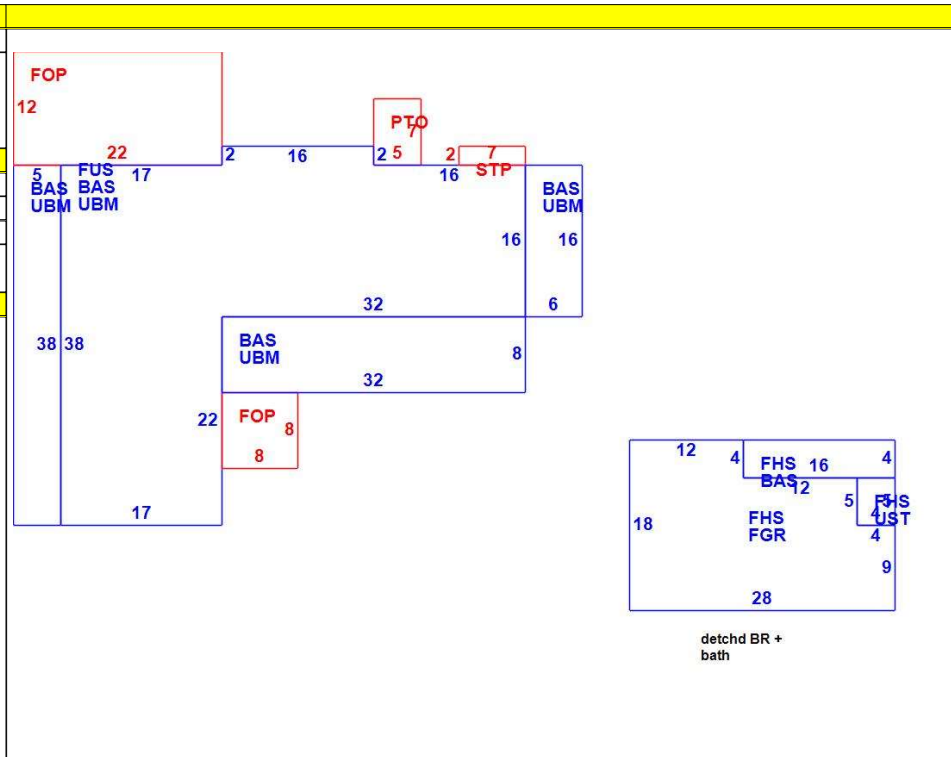 FOP
12
22
PTO
7
5
2
16
2
2
7
STP
16
5
BAS
UBM
FUS
BAS
UBM
17
BAS
UBM
16
16
32
6
38
38
BAS
UBM
8
32
22
FOP
8
8
17
12
4
FHS
BAS
16
4
12
18
FHS
FGR
5
FHS
UST
5
4
4
9
28
detchd BR +
bath